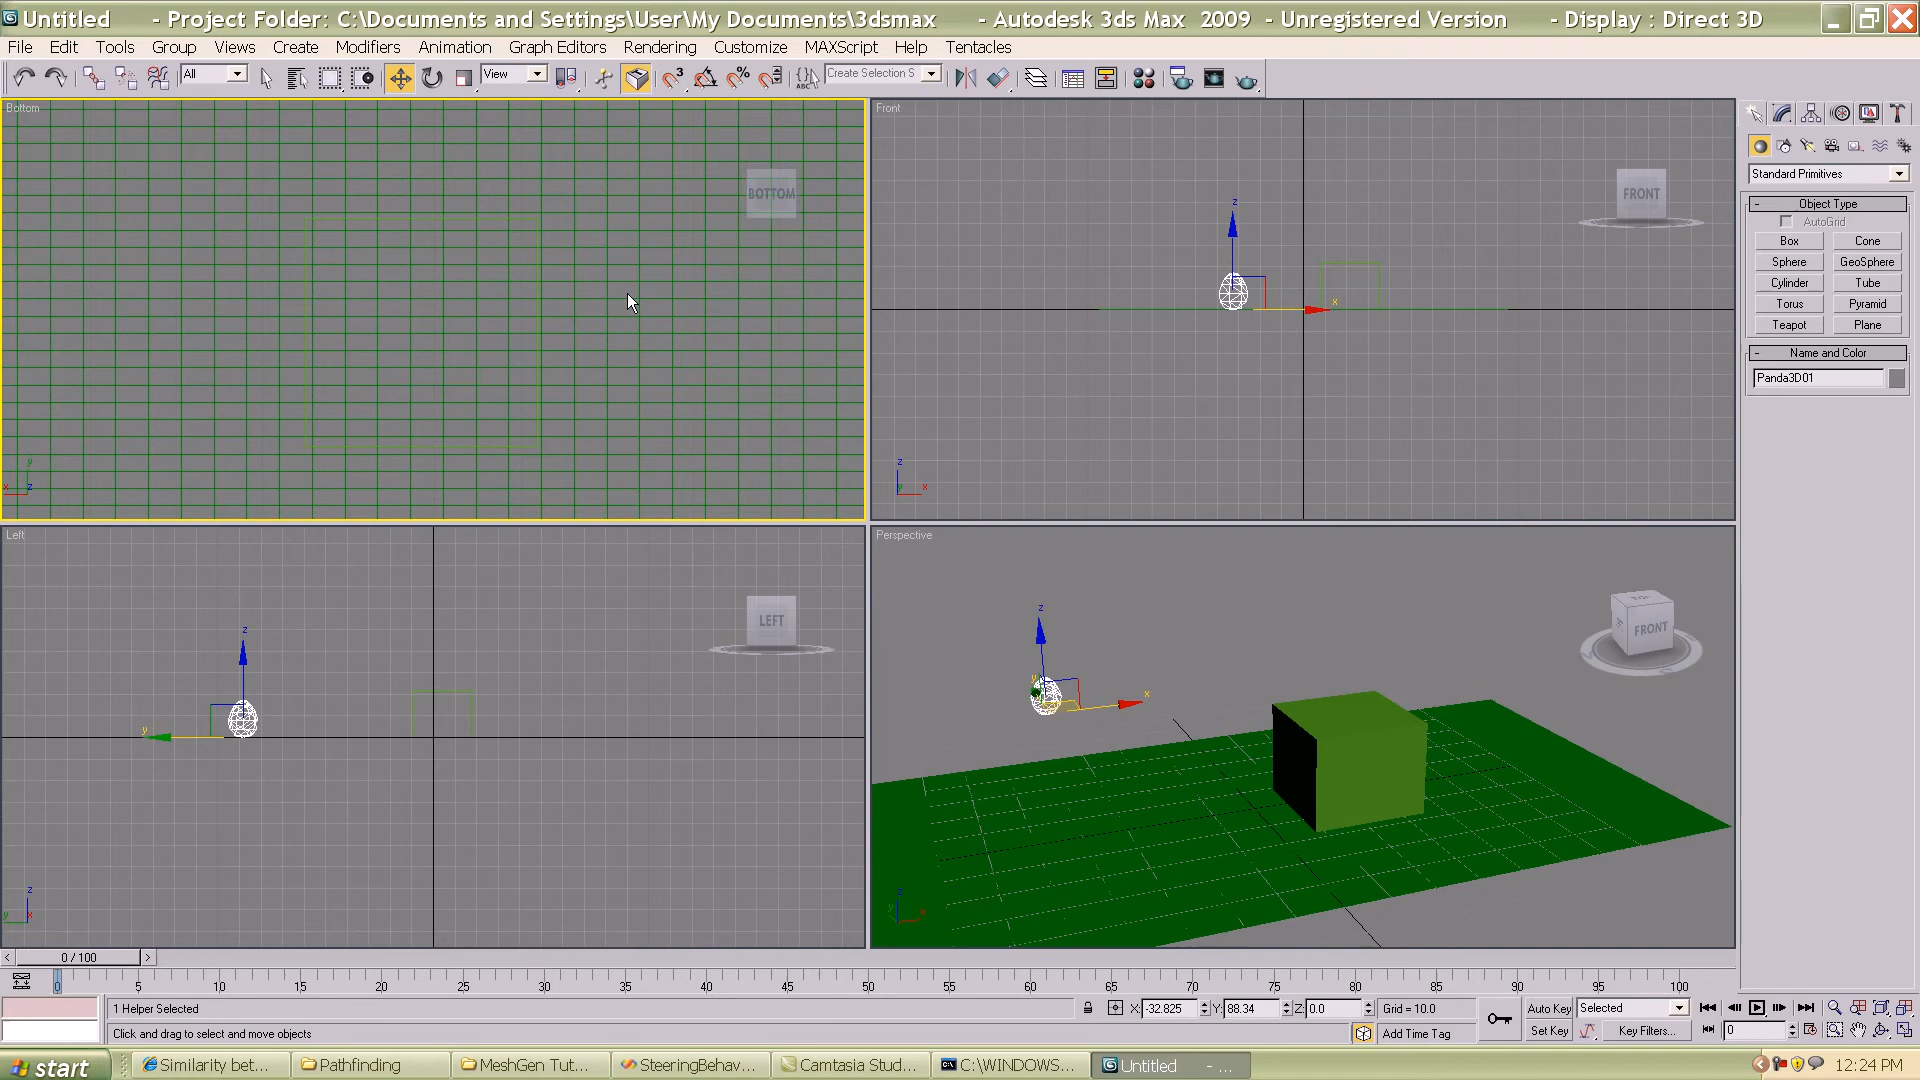 Untitled - Project Folder: C:\Documents and Settings\User\My Documents\3dsmax - Autodesk 3ds Max 2009 - Unregistered Version - Display : Direct 3D
File Edit Tools Group Views Create Modifiers Animation Graph Editors Rendering Customize MAXScript Help Tentacles
All View 3 ABC Create Selection S
Bottom
BOTTOM
y
x z
Front
FRONT
z
x
z
y x
Left
LEFT
z
y
z
y x
Perspective
TOP
FRONT
z
y x
z
y x
Standard Primitives
- Object Type
AutoGrid
Box Cone
Sphere GeoSphere
Cylinder Tube
Torus Pyramid
Teapot Plane
- Name and Color
Panda3D01
< 0 / 100 >
0 5 10 15 20 25 30 35 40 45 50 55 60 65 70 75 80 85 90 95 100
1 Helper Selected X: -32.825 Y: 88.34 Z: 0.0 Grid = 10.0 Auto Key Selected
Click and drag to select and move objects Add Time Tag Set Key Key Filters... 0
start Similarity bet... Pathfinding MeshGen Tut... SteeringBehav... Camtasia Stud... C:\WINDOWS... Untitled - ... 12:24 PM